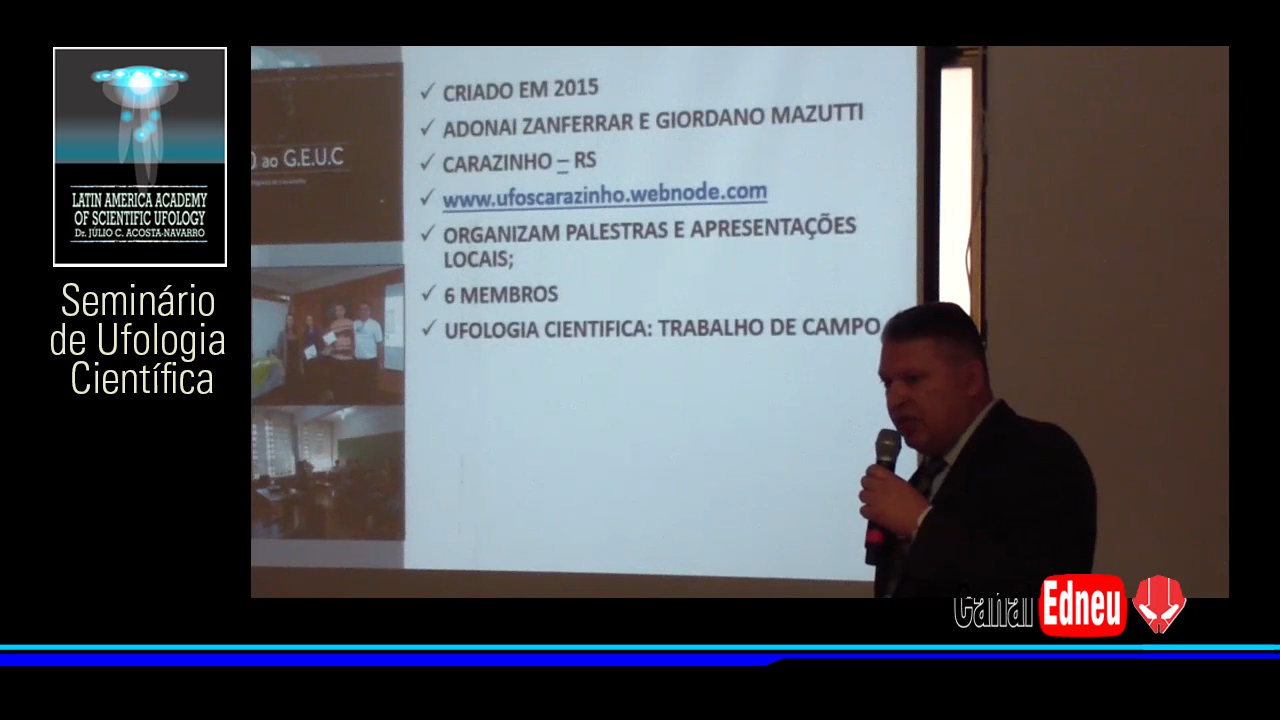 LATIN AMERICA ACADEMY
OF SCIENTIFIC UFOLOGY
Dr. JÚLIO C. ACOSTA-NAVARRO
Seminário
de Ufologia
Científica
) ao G.E.U.C
✓ CRIADO EM 2015
✓ ADONAI ZANFERRAR E GIORDANO MAZUTTI
✓ CARAZINHO – RS
✓ www.ufoscarazinho.webnode.com
✓ ORGANIZAM PALESTRAS E APRESENTAÇÕES
LOCAIS;
✓ 6 MEMBROS
✓ UFOLOGIA CIENTIFICA: TRABALHO DE CAMPO
Canal Edneu